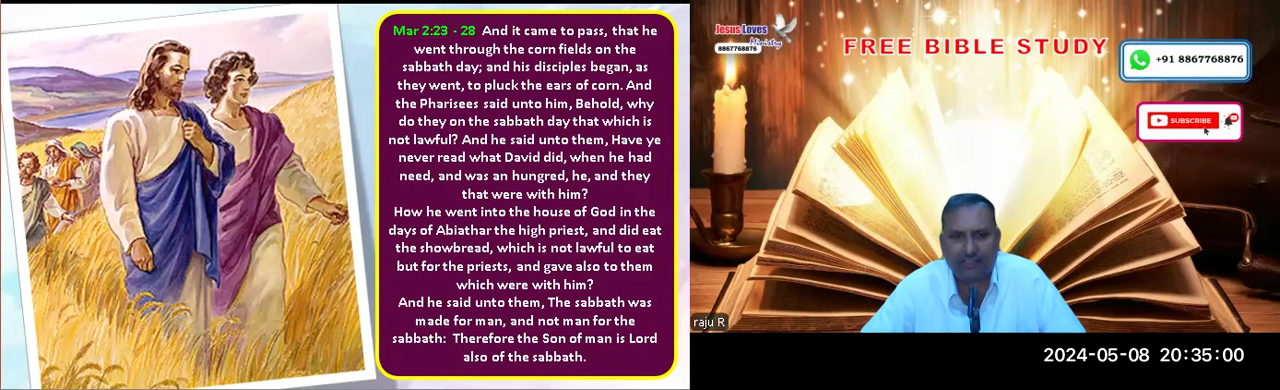 Mar 2:23 - 28 And it came to pass, that he
went through the corn fields on the
sabbath day; and his disciples began, as
they went, to pluck the ears of corn. And
the Pharisees said unto him, Behold, why
do they on the sabbath day that which is
not lawful? And he said unto them, Have ye
never read what David did, when he had
need, and was an hungred, he, and they
that were with him?
How he went into the house of God in the
days of Abiathar the high priest, and did eat
the showbread, which is not lawful to eat
but for the priests, and gave also to them
which were with him?
And he said unto them, The sabbath was
made for man, and not man for the
sabbath: Therefore the Son of man is Lord
also of the sabbath.
Jesus Loves
Ministry
8867768876
FREE BIBLE STUDY
+91 8867768876
SUBSCRIBE
raju R
2024-05-08 20:35:00